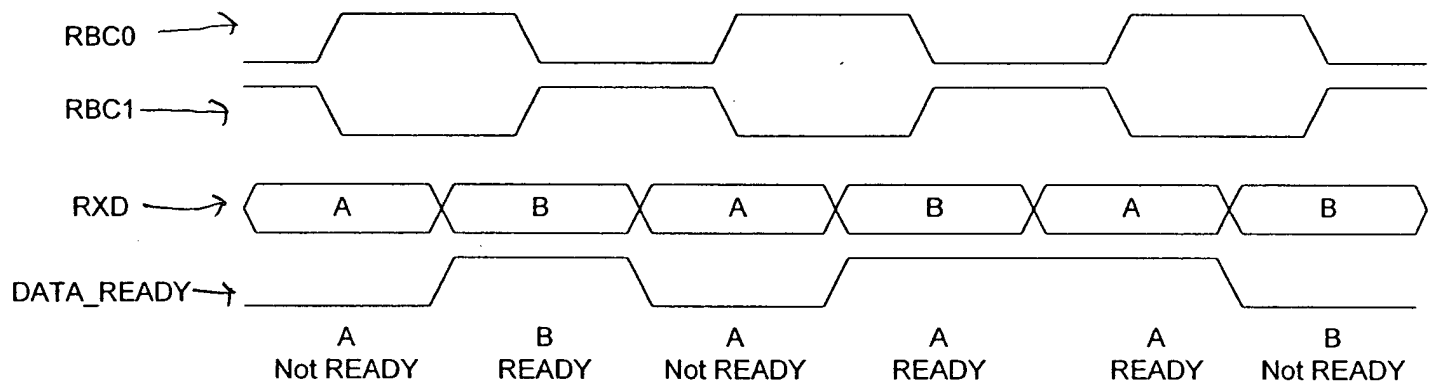 RBC0
RBC1
RXD A B A B A B
DATA_READY
A B A A A B
Not READY READY Not READY READY READY Not READY